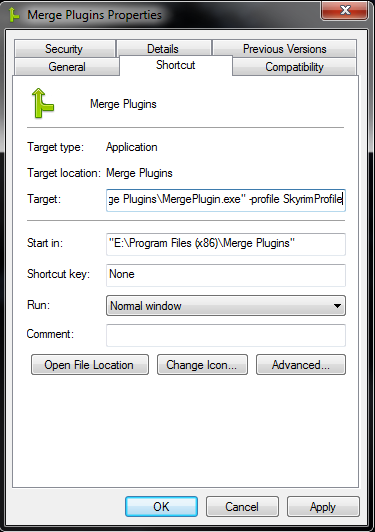 Merge Plugins Properties
Security Details Previous Versions
General Shortcut Compatibility
Merge Plugins
Target type: Application
Target location: Merge Plugins
Target: ge Plugins\MergePlugin.exe" -profile SkyrimProfile
Start in: "E:\Program Files (x86)\Merge Plugins"
Shortcut key: None
Run: Normal window
Comment:
Open File Location Change Icon... Advanced...
OK Cancel Apply